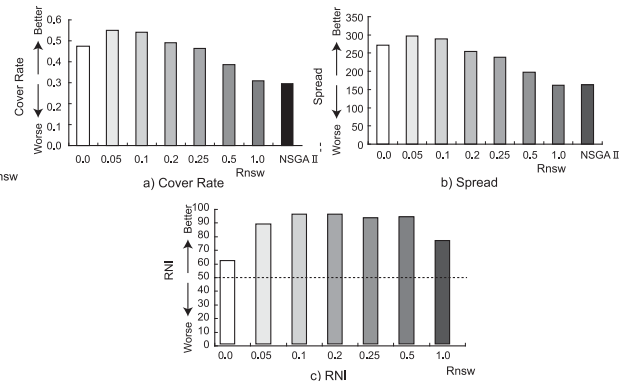 Cover Rate
Worse
Better
0.6
0.5
0.4
0.3
0.2
0.1
0.0
0.0 0.05 0.1 0.2 0.25 0.5 1.0 NSGA II
Rnsw
a) Cover Rate
nsw
Spread
Worse
Better
350
300
250
200
150
100
50
0
0.0 0.05 0.1 0.2 0.25 0.5 1.0 NSGA II
Rnsw
b) Spread
RNI
Worse
Better
100
90
80
70
60
50
40
30
20
10
0
0.0 0.05 0.1 0.2 0.25 0.5 1.0
Rnsw
c) RNI